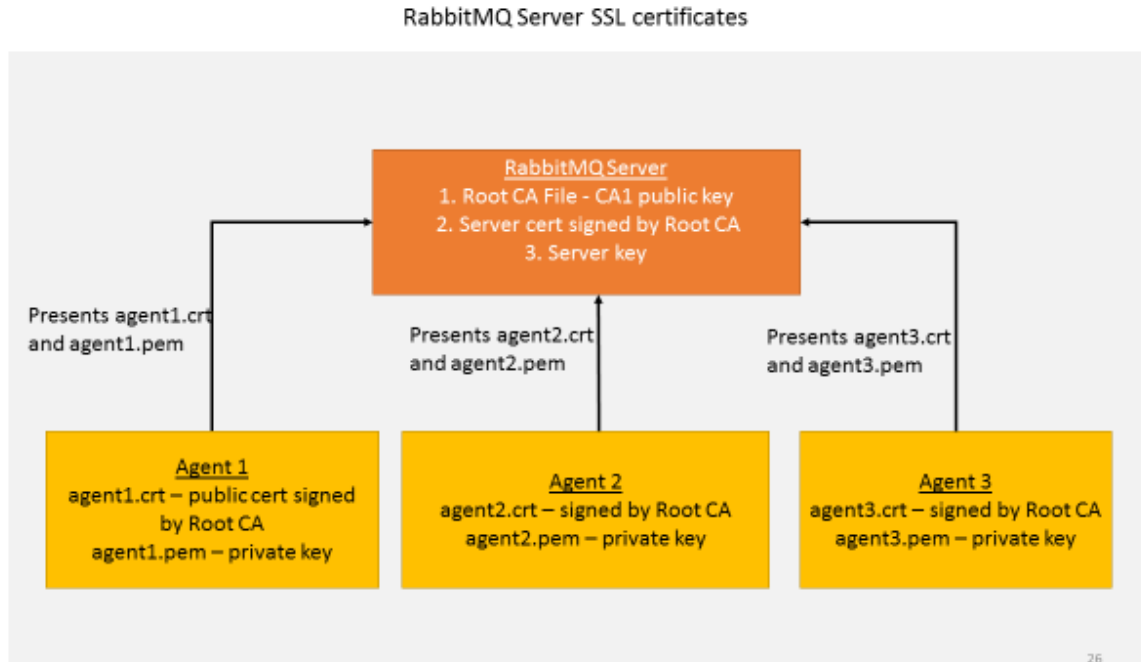 RabbitMQ Server SSL certificates
RabbitMQ Server
1. Root CA File - CA1 public key
2. Server cert signed by Root CA
3. Server key
Presents agent1.crt
and agent1.pem
Presents agent2.crt
and agent2.pem
Presents agent3.crt
and agent3.pem
Agent 1
agent1.crt – public cert signed
by Root CA
agent1.pem – private key
Agent 2
agent2.crt – signed by Root CA
agent2.pem – private key
Agent 3
agent3.crt – signed by Root CA
agent3.pem – private key
26